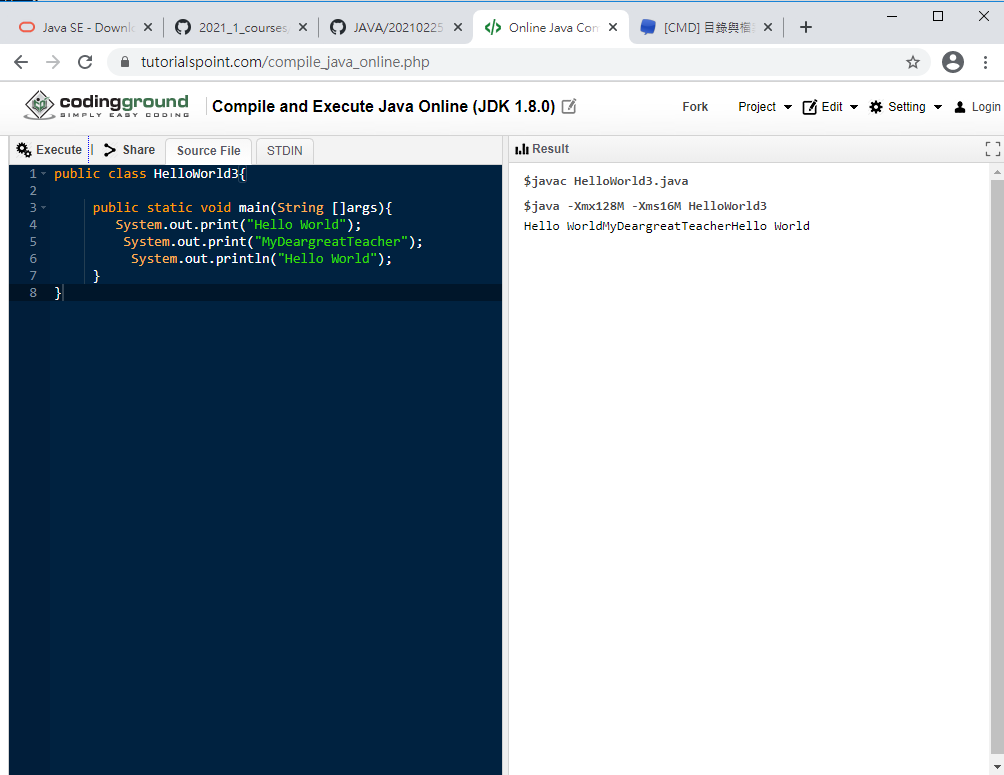 Java SE - Downl
2021_1_courses
JAVA/20210225
Online Java Com
[CMD] 目錄與檔
tutorialspoint.com/compile_java_online.php
codingground
SIMPLY EASY CODING
Compile and Execute Java Online (JDK 1.8.0)
Fork
Project
Edit
Setting
Login
Execute
Share
Source File
STDIN
Result
1 public class HelloWorld3{
2
3 public static void main(String []args){
4 System.out.print("Hello World");
5 System.out.print("MyDeargreatTeacher");
6 System.out.println("Hello World");
7 }
8 }
$javac HelloWorld3.java
$java -Xmx128M -Xms16M HelloWorld3
Hello WorldMyDeargreatTeacherHello World